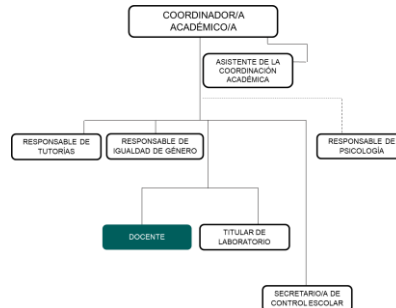 COORDINADOR/A
ACADÉMICO/A
ASISTENTE DE LA
COORDINACIÓN
ACADÉMICA
RESPONSABLE DE
TUTORÍAS
RESPONSABLE DE
IGUALDAD DE GÉNERO
RESPONSABLE DE
PSICOLOGÍA
DOCENTE
TITULAR DE
LABORATORIO
SECRETARIO/A DE
CONTROL ESCOLAR